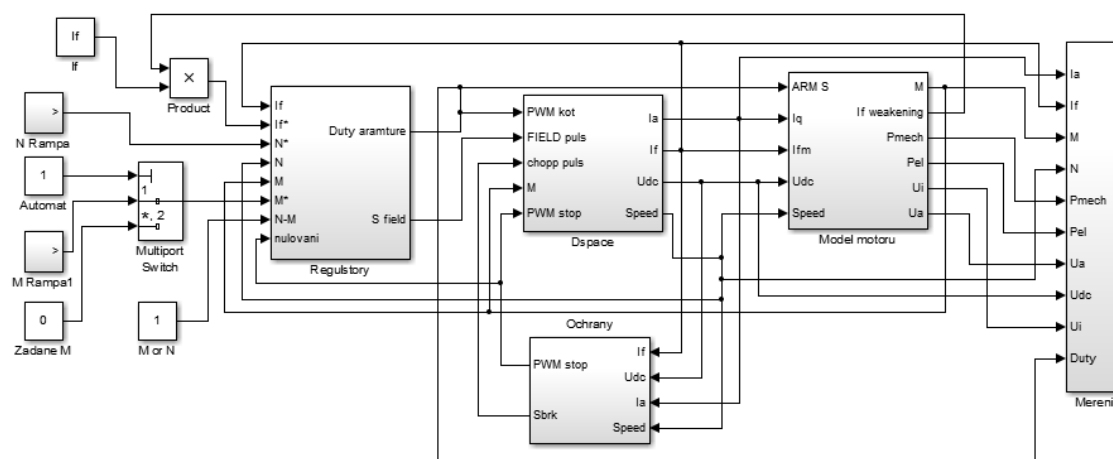 If
If
×
Product
>
N Rampa
1
Automat
>
M Rampa1
0
Zadane M
1
*, 2
Multiport
Switch
1
M or N
If
If*
N*
N
M
M*
N-M
nulovani
Duty aramture
S field
Regulstory
PWM kot
FIELD puls
chopp puls
M
PWM stop
Ia
If
Udc
Speed
Dspace
ARM S
Iq
Ifm
Udc
Speed
M
If weakening
Pmech
Pel
Ui
Ua
Model motoru
Ochrany
PWM stop
Sbrk
If
Udc
Ia
Speed
Ia
If
M
N
Pmech
Pel
Ua
Udc
Ui
Duty
Mereni